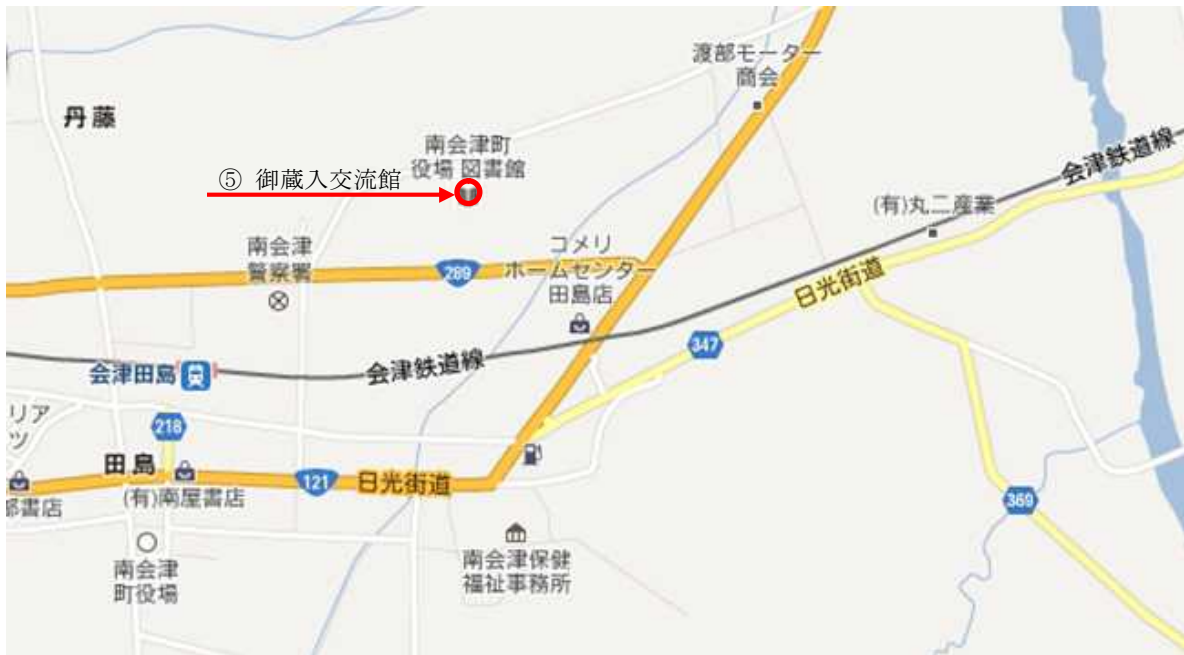 渡部モーター
商会
丹藤
南会津町
役場 図書館
⑤ 御蔵入交流館
会津鉄道線
(有)丸二産業
南会津
警察署
289
コメリ
ホームセンター
田島店
日光街道
347
会津鉄道線
会津田島
リア
ツ
218
田島
(有)南屋書店
121
日光街道
部書店
369
南会津
町役場
南会津保健
福祉事務所